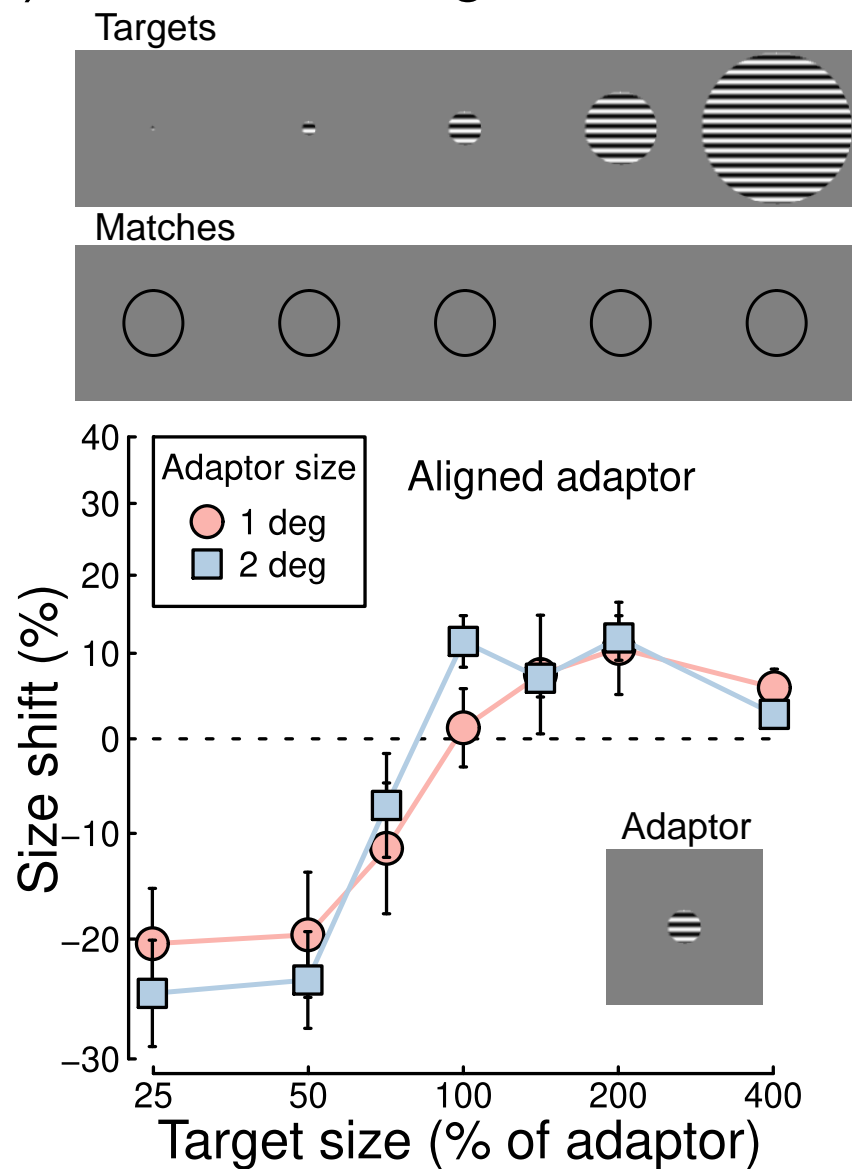 Targets
Matches
40
30
20
10
0
−10
−20
−30
Size shift (%)
Adaptor size
1 deg
2 deg
Aligned adaptor
Adaptor
25 50 100 200 400
Target size (% of adaptor)